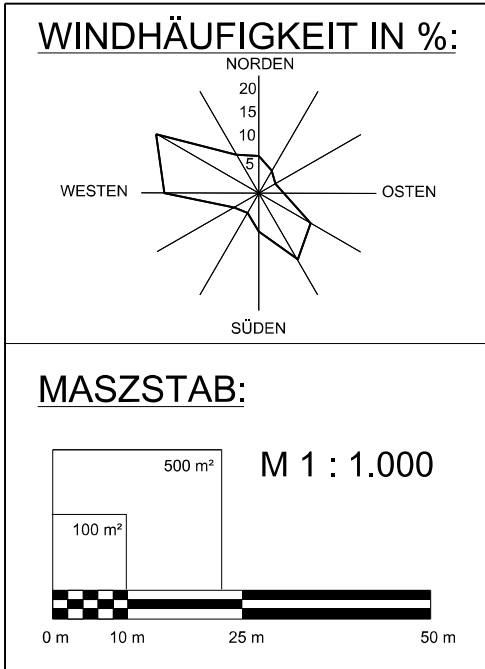 WINDHÄUFIGKEIT IN %:
NORDEN
20
15
10
5
WESTEN
OSTEN
SÜDEN
MASZSTAB:
500 m²
M 1 : 1.000
100 m²
0 m 10 m 25 m 50 m